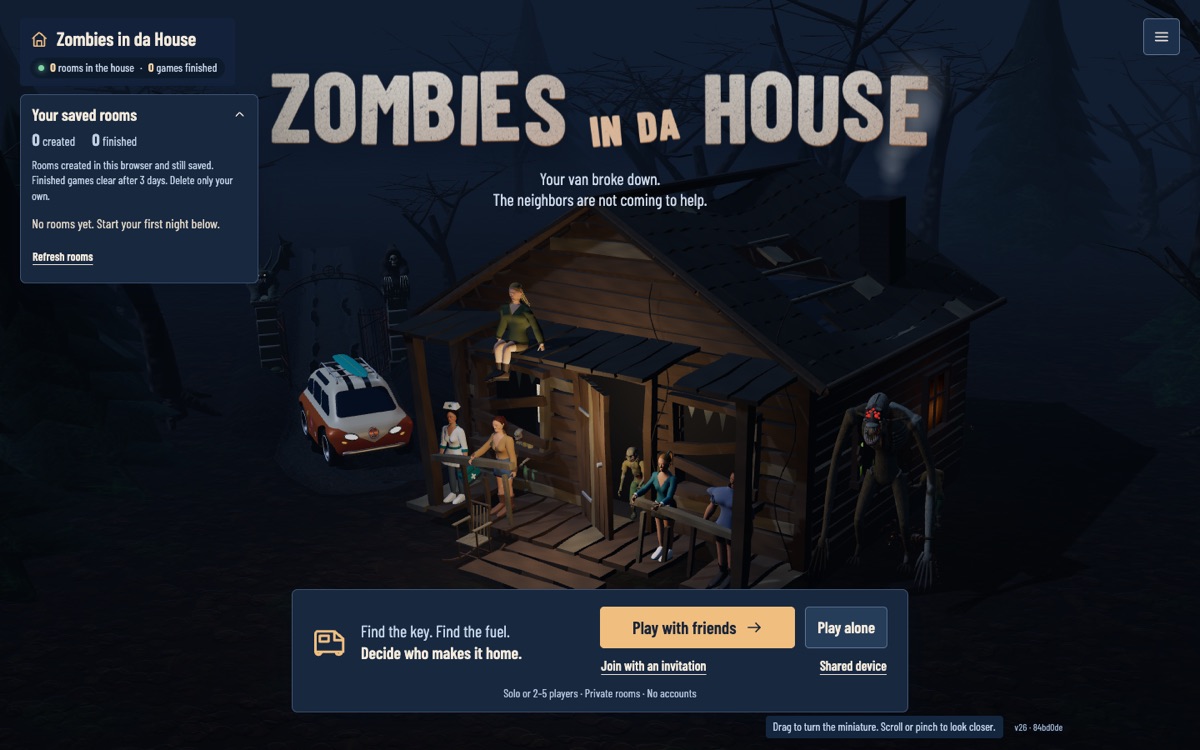 Zombies in da House
0 rooms in the house · 0 games finished
Your saved rooms
0 created 0 finished
Rooms created in this browser and still saved.
Finished games clear after 3 days. Delete only your
own.
No rooms yet. Start your first night below.
Refresh rooms
ZOMBIES IN DA HOUSE
Your van broke down.
The neighbors are not coming to help.
Find the key. Find the fuel.
Decide who makes it home.
Play with friends →
Play alone
Join with an invitation
Shared device
Solo or 2–5 players · Private rooms · No accounts
Drag to turn the miniature. Scroll or pinch to look closer.
v26 · 84bd0de